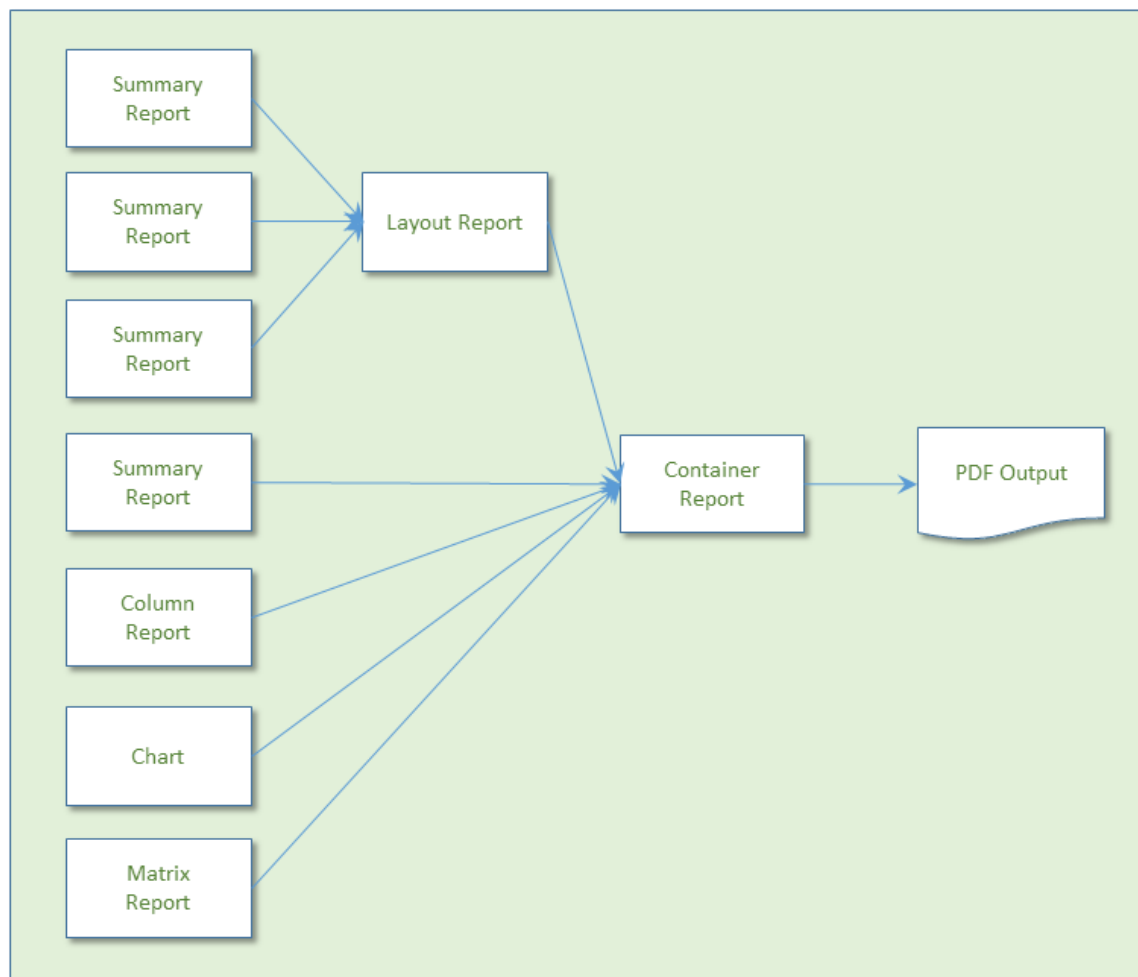 Summary
Report
Summary
Report
Layout Report
Summary
Report
Summary
Report
Container
Report
PDF Output
Column
Report
Chart
Matrix
Report